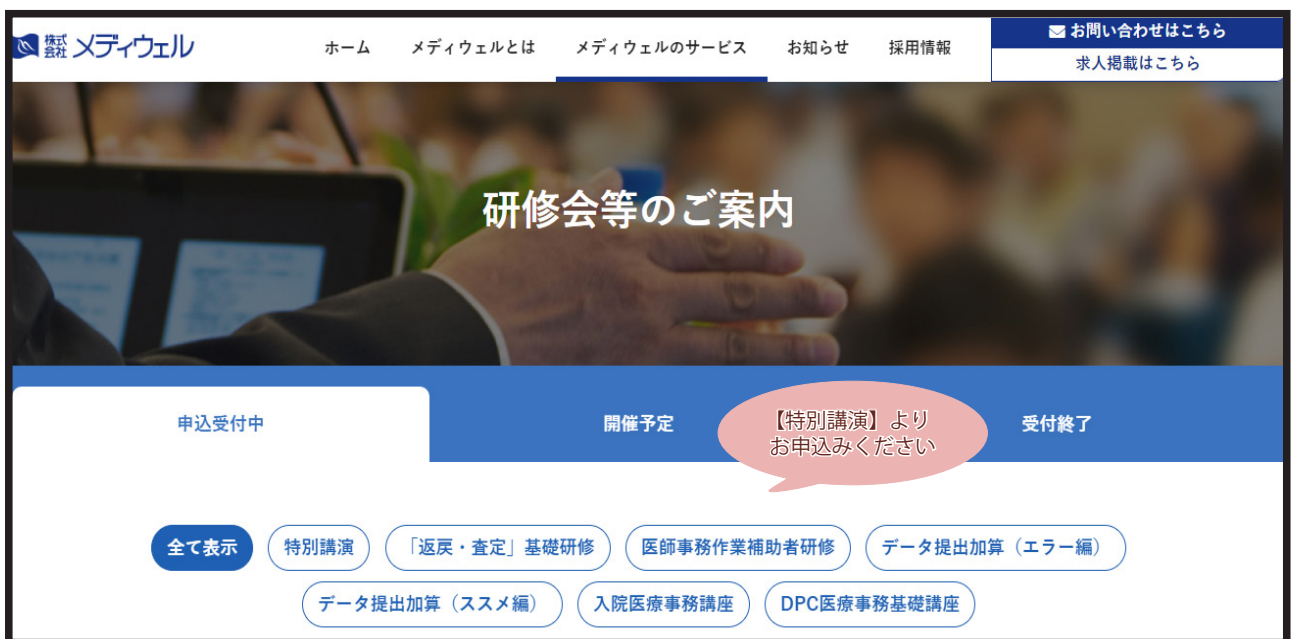 株式会社 メディウェル
ホーム メディウェルとは メディウェルのサービス お知らせ 採用情報
お問い合わせはこちら
求人掲載はこちら
研修会等のご案内
申込受付中 開催予定 受付終了
【特別講演】より
お申込みください
全て表示 特別講演 「返戻・査定」基礎研修 医師事務作業補助者研修 データ提出加算（エラー編）
データ提出加算（ススメ編） 入院医療事務講座 DPC医療事務基礎講座